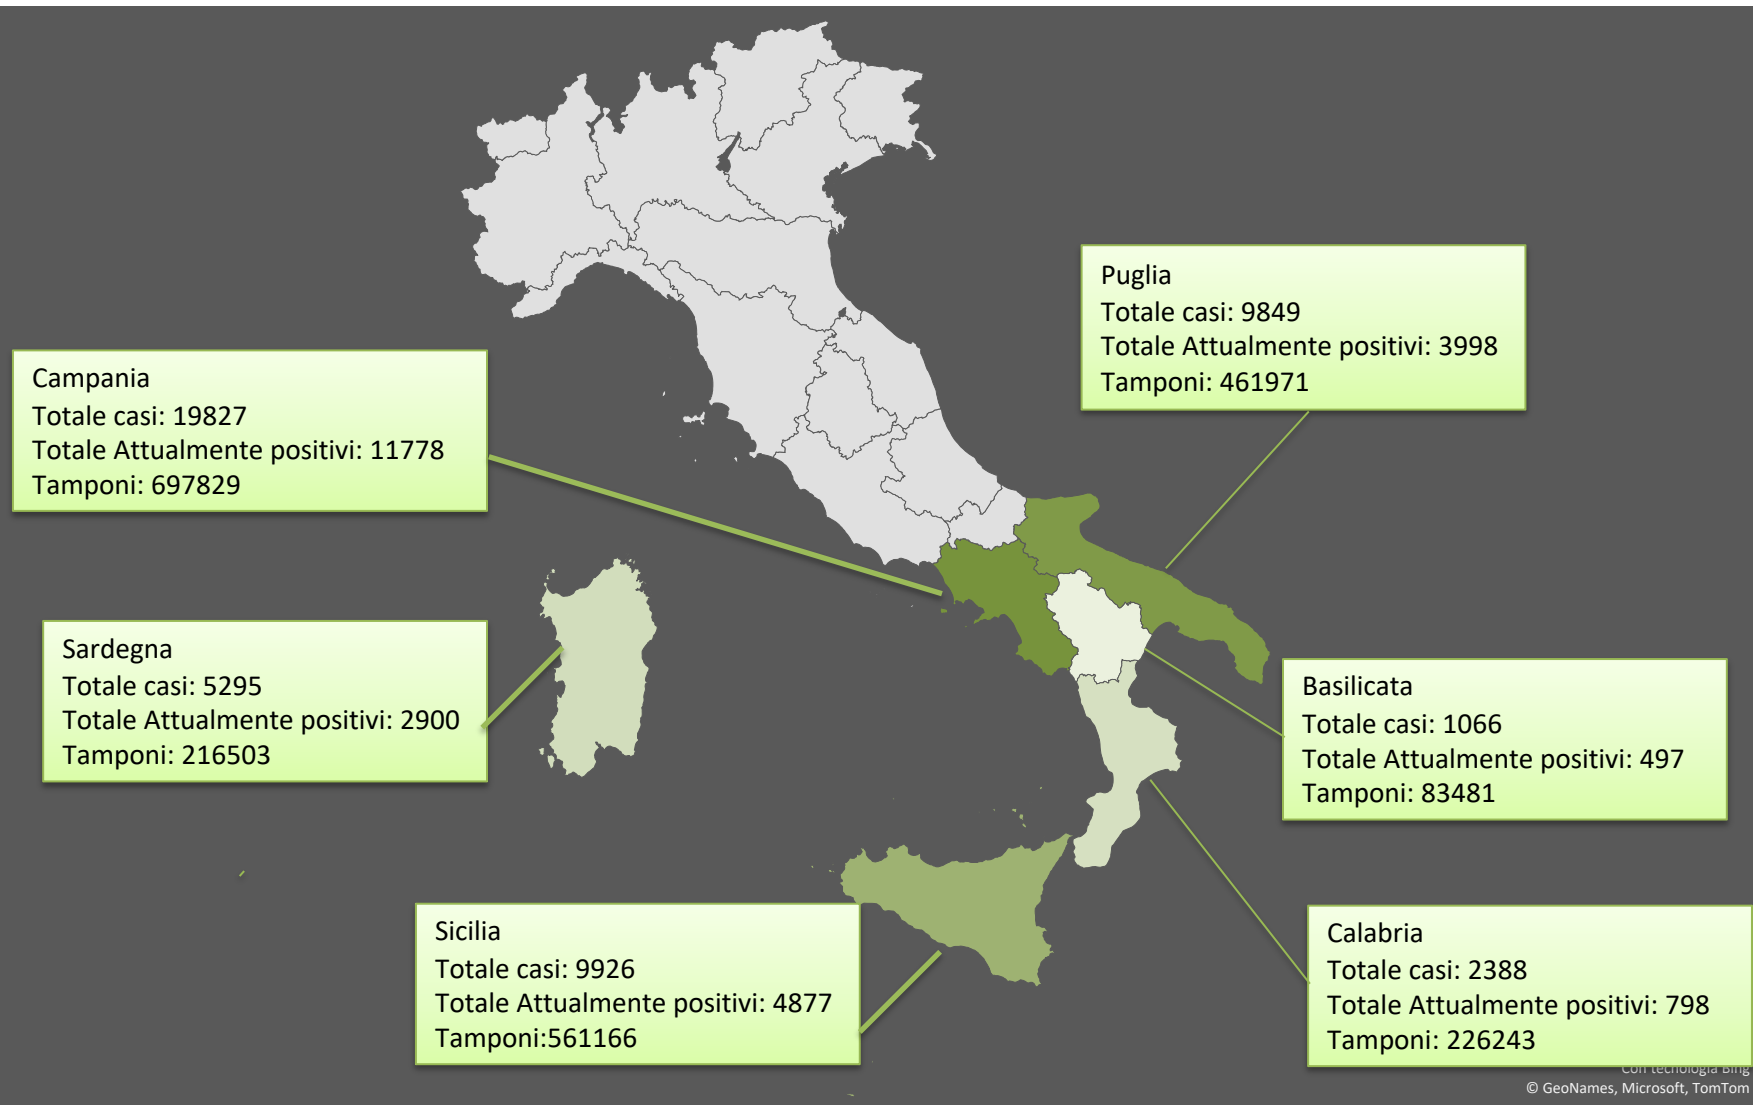 Puglia
Totale casi: 9849
Totale Attualmente positivi: 3998
Tamponi: 461971
Campania
Totale casi: 19827
Totale Attualmente positivi: 11778
Tamponi: 697829
Sardegna
Totale casi: 5295
Totale Attualmente positivi: 2900
Tamponi: 216503
Basilicata
Totale casi: 1066
Totale Attualmente positivi: 497
Tamponi: 83481
Sicilia
Totale casi: 9926
Totale Attualmente positivi: 4877
Tamponi:561166
Calabria
Totale casi: 2388
Totale Attualmente positivi: 798
Tamponi: 226243
Con tecnologia Bing
© GeoNames, Microsoft, TomTom